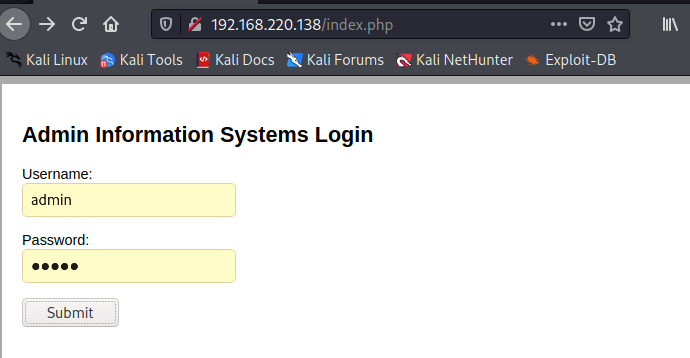 192.168.220.138/index.php
Kali Linux Kali Tools Kali Docs Kali Forums Kali NetHunter Exploit-DB
Admin Information Systems Login
Username:
admin
Password:
●●●●●
Submit